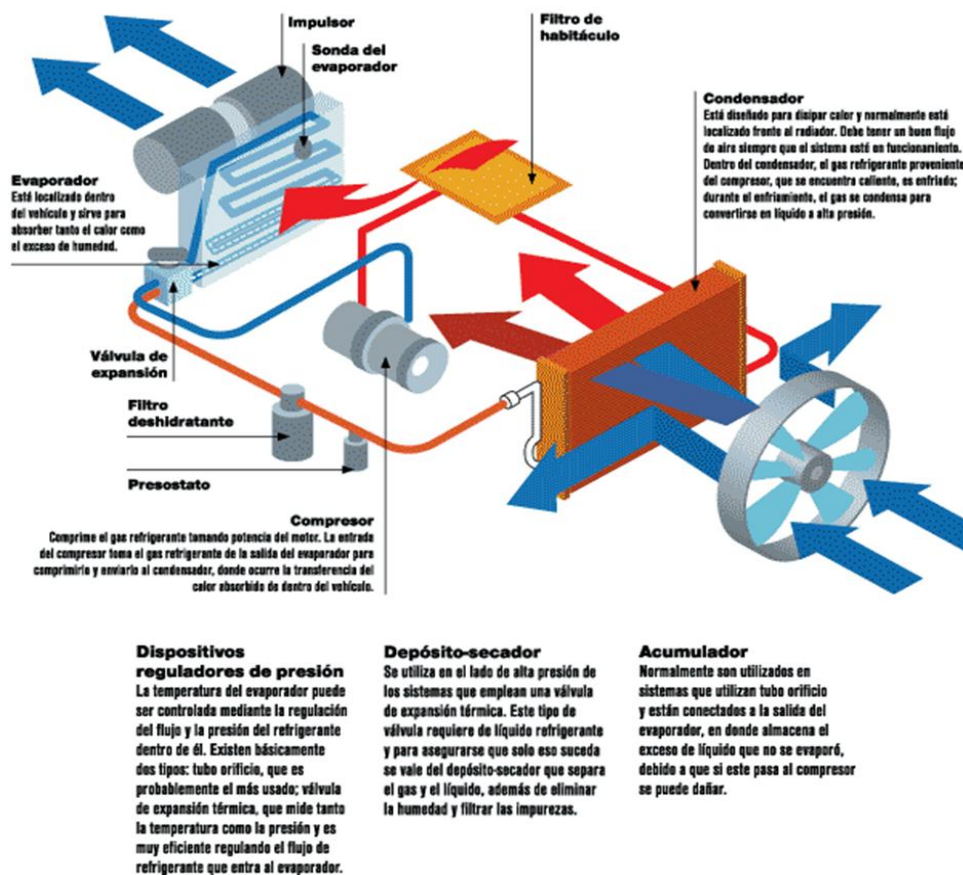 Impulsor
Sonda del
evaporador
Filtro de
habitáculo
Condensador
Está diseñado para disipar calor y normalmente está
localizado frente al radiador. Debe tener un buen flujo
de aire siempre que el sistema esté en funcionamiento.
Dentro del condensador, el gas refrigerante proveniente
del compresor, que se encuentra caliente, es enfriado;
durante el enfriamiento, el gas se condensa para
convertirse en líquido a alta presión.
Evaporador
Está localizado dentro
del vehículo y sirve para
absorber tanto el calor como
el exceso de humedad.
Válvula de
expansión
Filtro
deshidratante
Presostato
Compresor
Comprime el gas refrigerante tomando potencia del motor. La entrada
del compresor toma el gas refrigerante de la salida del evaporador para
comprimirlo y enviarlo al condensador, donde ocurre la transferencia del
calor absorbido de dentro del vehículo.
Dispositivos
reguladores de presión
La temperatura del evaporador puede
ser controlada mediante la regulación
del flujo y la presión del refrigerante
dentro de él. Existen básicamente
dos tipos: tubo orificio, que es
probablemente el más usado; válvula
de expansión térmica, que mide tanto
la temperatura como la presión y es
muy eficiente regulando el flujo de
refrigerante que entra al evaporador.
Depósito-secador
Se utiliza en el lado de alta presión de
los sistemas que emplean una válvula
de expansión térmica. Este tipo de
válvula requiere de líquido refrigerante
y para asegurarse que solo eso suceda
se vale del depósito-secador que separa
el gas y el líquido, además de eliminar
la humedad y filtrar las impurezas.
Acumulador
Normalmente son utilizados en
sistemas que utilizan tubo orificio
y están conectados a la salida del
evaporador, en donde almacena el
exceso de líquido que no se evaporó,
debido a que si este pasa al compresor
se puede dañar.